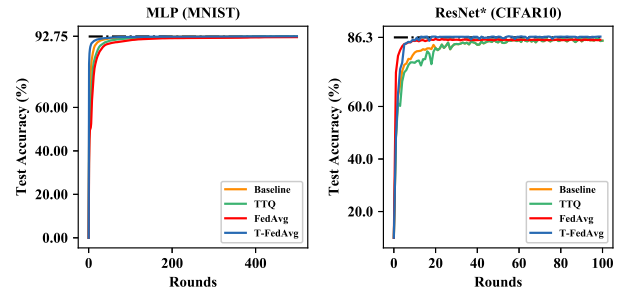 MLP (MNIST)
92.75
60.00
40.00
20.00
0.00
Test Accuracy (%)
0
200
400
Rounds
Baseline
TTQ
FedAvg
T-FedAvg
ResNet* (CIFAR10)
86.3
60.0
20.0
Test Accuracy (%)
0
20
40
60
80
100
Rounds
Baseline
TTQ
FedAvg
T-FedAvg